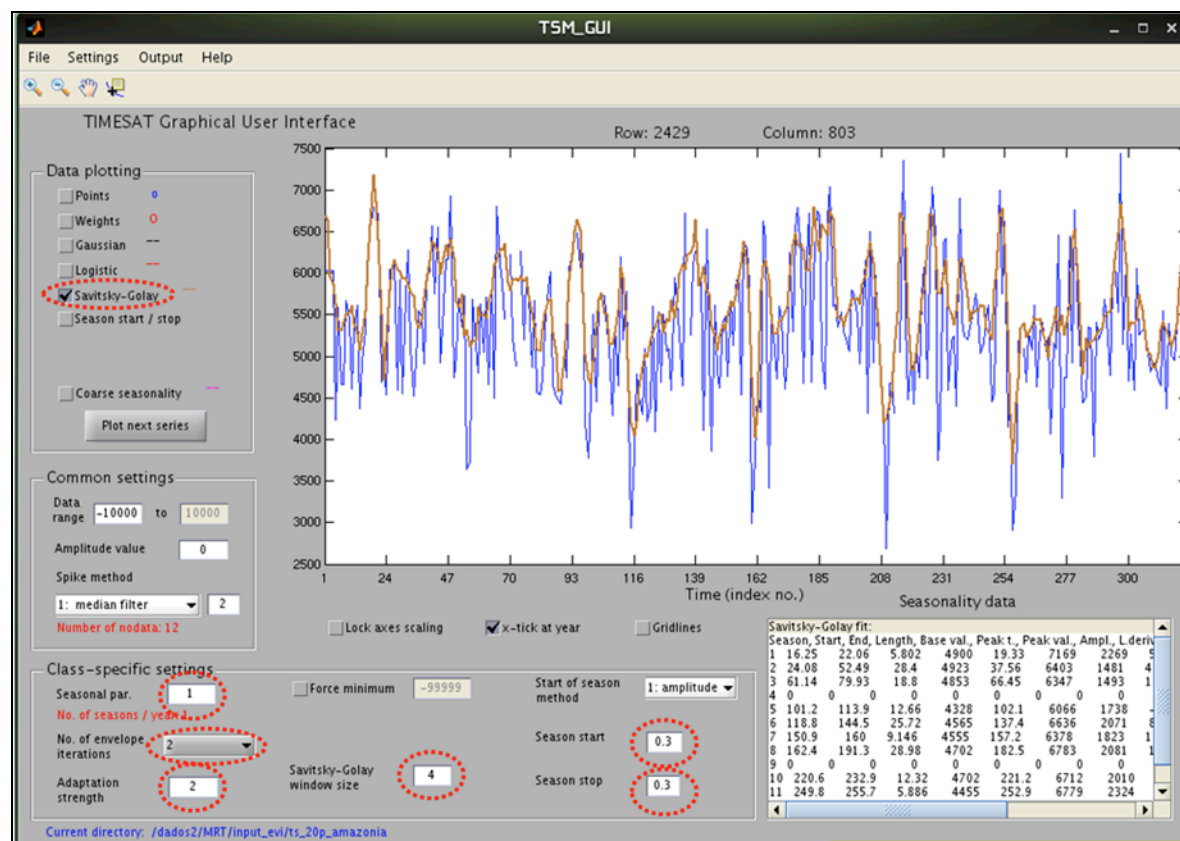 TSM_GUI
File Settings Output Help
TIMESAT Graphical User Interface
Row: 2429 Column: 803
Data plotting
Points o
Weights O
Gaussian --
Logistic --
Savitsky-Golay --
Season start / stop
Coarse seasonality --
Plot next series
7500
7000
6500
6000
5500
5000
4500
4000
3500
3000
2500
1 24 47 70 93 116 139 162 185 208 231 254 277 300
Time (index no.)
Common settings
Data range -10000 to 10000
Amplitude value 0
Spike method
1: median filter 2
Number of nodata: 12
Lock axes scaling x-tick at year Gridlines
Class-specific settings
Seasonal par. 1
No. of seasons / year:1
No. of envelope iterations 2
Adaptation strength 2
Force minimum -99999
Savitsky-Golay window size 4
Start of season method 1: amplitude
Season start 0.3
Season stop 0.3
Seasonality data
Savitsky-Golay fit:
Season, Start, End, Length, Base val., Peak t., Peak val., Ampl., L.deriv
1 16.25 22.06 5.802 4900 19.33 7169 2269 5
2 24.08 52.49 28.4 4923 37.56 6403 1481 4
3 61.14 79.93 18.8 4853 66.45 6347 1493 1
4 0 0 0 0 0 0 0 0
5 101.2 113.9 12.66 4328 102.1 6066 1738 -
6 118.8 144.5 25.72 4565 137.4 6636 2071 8
7 150.9 160 9.146 4555 157.2 6378 1823 1
8 162.4 191.3 28.98 4702 182.5 6783 2081 1
9 0 0 0 0 0 0 0 0
10 220.6 232.9 12.32 4702 221.2 6712 2010
11 249.8 255.7 5.886 4455 252.9 6779 2324
Current directory: /dados2/MRT/input_evi/ts_20p_amazonia